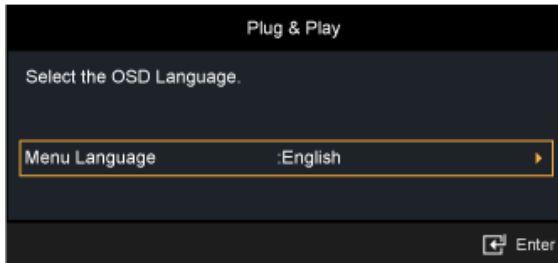 Plug & Play
Select the OSD Language.
Menu Language :English
Enter